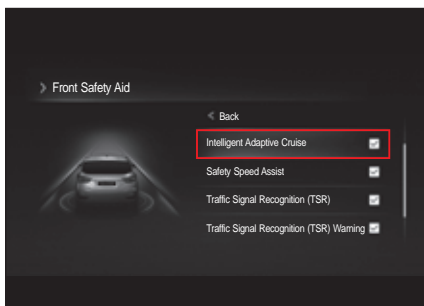 Front Safety Aid
Back
Intelligent Adaptive Cruise
Safety Speed Assist
Traffic Signal Recognition (TSR)
Traffic Signal Recognition (TSR) Warning